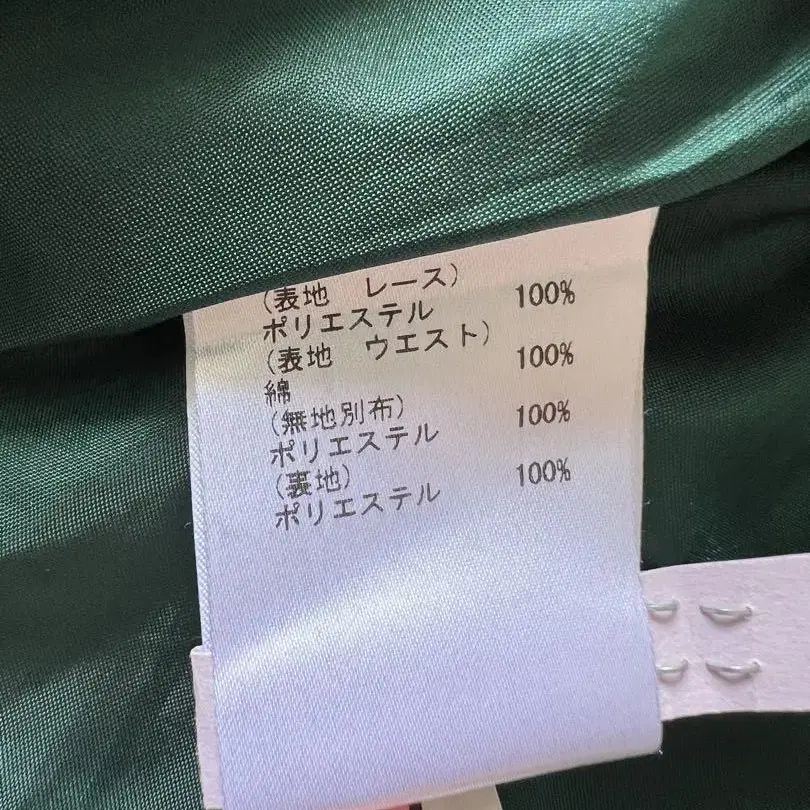 (表地　レース)
ポリエステル 100%
(表地　ウエスト)
綿 100%
(無地別布)
ポリエステル 100%
(裏地)
ポリエステル 100%